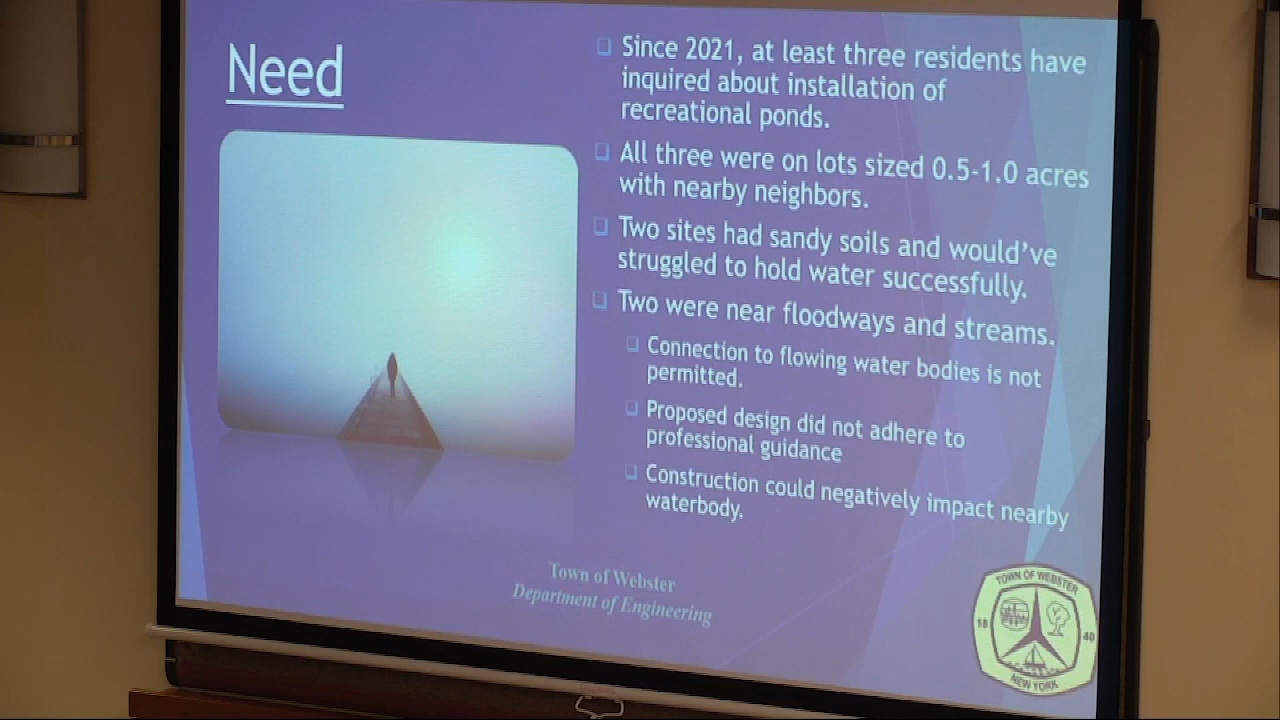 Need
Since 2021, at least three residents have
inquired about installation of
recreational ponds.
All three were on lots sized 0.5-1.0 acres
with nearby neighbors.
Two sites had sandy soils and would've
struggled to hold water successfully.
Two were near floodways and streams.
Connection to flowing water bodies is not
permitted.
Proposed design did not adhere to
professional guidance
Construction could negatively impact nearby
waterbody.
Town of Webster
Department of Engineering
TOWN OF WEBSTER
18 40
NEW YORK